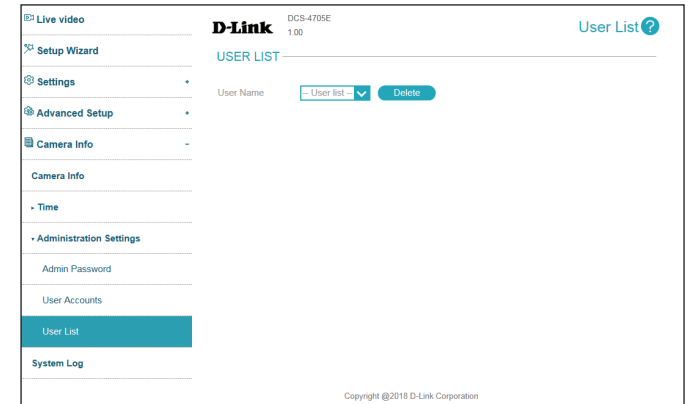 Live video
Setup Wizard
Settings +
Advanced Setup +
Camera Info -
Camera Info
Time
Administration Settings
Admin Password
User Accounts
User List
System Log
D-Link DCS-4705E
1.00
User List ?
USER LIST
User Name -- User list -- Delete
Copyright @2018 D-Link Corporation